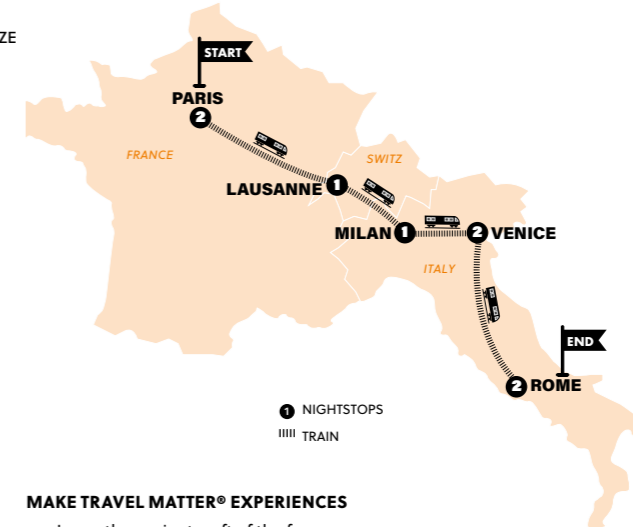 ZE
START
PARIS
2
FRANCE
SWITZ
LAUSANNE 1
MILAN 1
2 VENICE
ITALY
END
2 ROME
1 NIGHTSTOPS
TRAIN
MAKE TRAVEL MATTER® EXPERIENCES